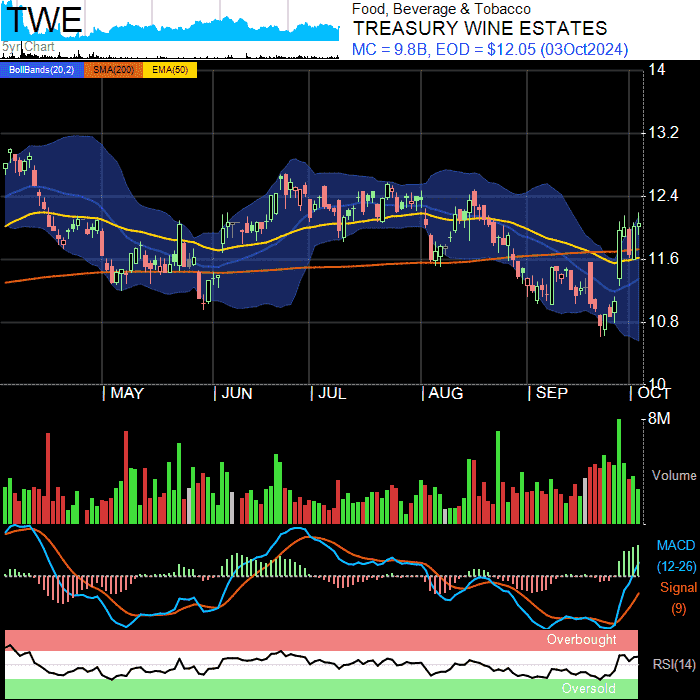 TWE
5yr Chart
Food, Beverage & Tobacco
TREASURY WINE ESTATES
MC = 9.8B, EOD = $12.05 (03Oct2024)
BollBands(20,2) SMA(200) EMA(50)
14
13.2
12.4
11.6
10.8
10
| MAY | JUN | JUL | AUG | SEP | OCT
8M
Volume
MACD
(12-26)
Signal
(9)
Overbought
RSI(14)
Oversold